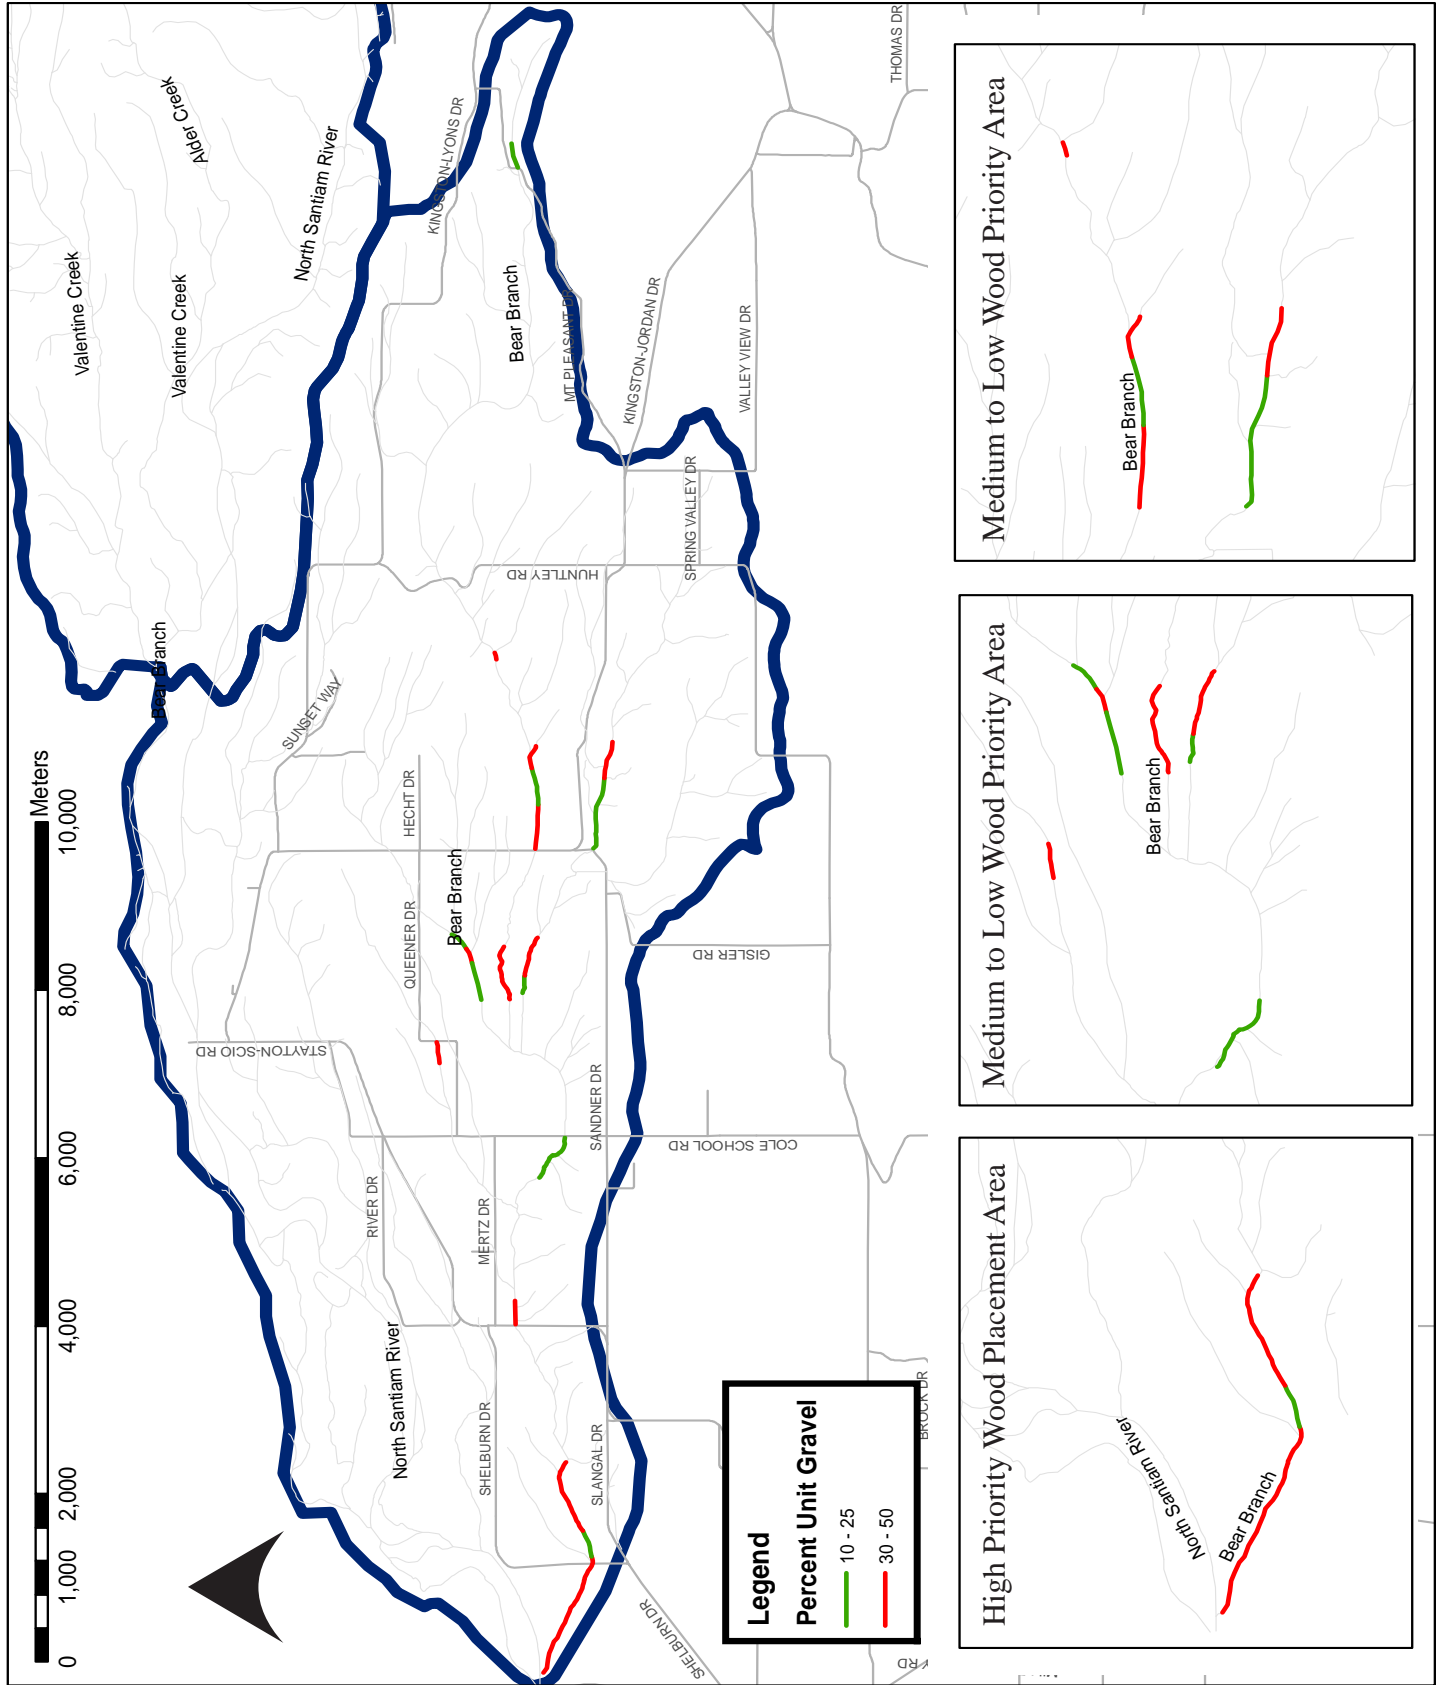 0
1,000
2,000
4,000
6,000
8,000
10,000
Meters
Valentine Creek
Valentine Creek
Alder Creek
North Santiam River
Bear Branch
KINGSTON-LYONS DR
THOMAS DR
Bear Branch
MT PLEASANT DR
KINGSTON-JORDAN DR
VALLEY VIEW DR
SPRING VALLEY DR
HUNTLEY RD
SUNSET WAY
HECHT DR
Bear Branch
QUEENER DR
GISLER RD
STAYTON-SCIO RD
SANDNER DR
COLE SCHOOL RD
RIVER DR
MERTZ DR
North Santiam River
SHELBURN DR
SLANGAL DR
BROCK DR
SHELBURN DR
RD
Legend
Percent Unit Gravel
10 - 25
30 - 50
High Priority Wood Placement Area
North Santiam River
Bear Branch
Medium to Low Wood Priority Area
Bear Branch
Medium to Low Wood Priority Area
Bear Branch